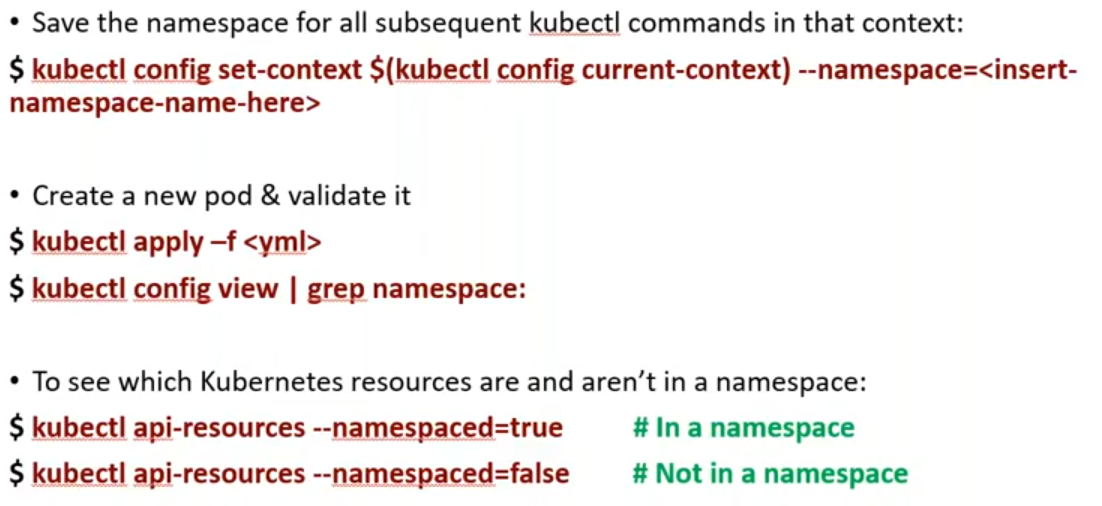 • Save the namespace for all subsequent kubectl commands in that context:
$ kubectl config set-context $(kubectl config current-context) --namespace=<insert-
namespace-name-here>
• Create a new pod & validate it
$ kubectl apply –f <yml>
$ kubectl config view | grep namespace:
• To see which Kubernetes resources are and aren’t in a namespace:
$ kubectl api-resources --namespaced=true # In a namespace
$ kubectl api-resources --namespaced=false # Not in a namespace